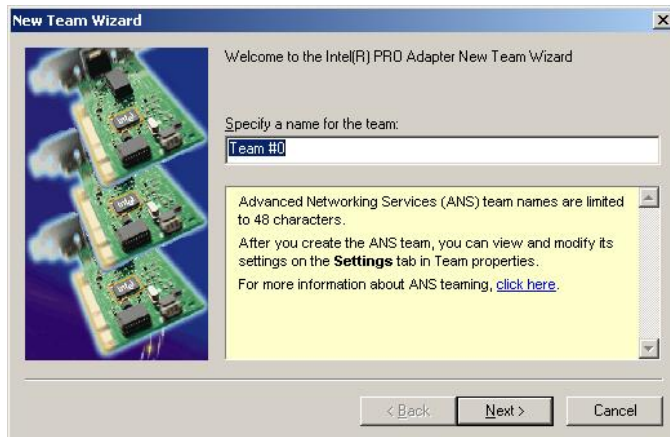 New Team Wizard
Welcome to the Intel(R) PRO Adapter New Team Wizard
Specify a name for the team:
Team #0
Advanced Networking Services (ANS) team names are limited
to 48 characters.
After you create the ANS team, you can view and modify its
settings on the Settings tab in Team properties.
For more information about ANS teaming, click here.
< Back
Next >
Cancel
intel
intel
intel